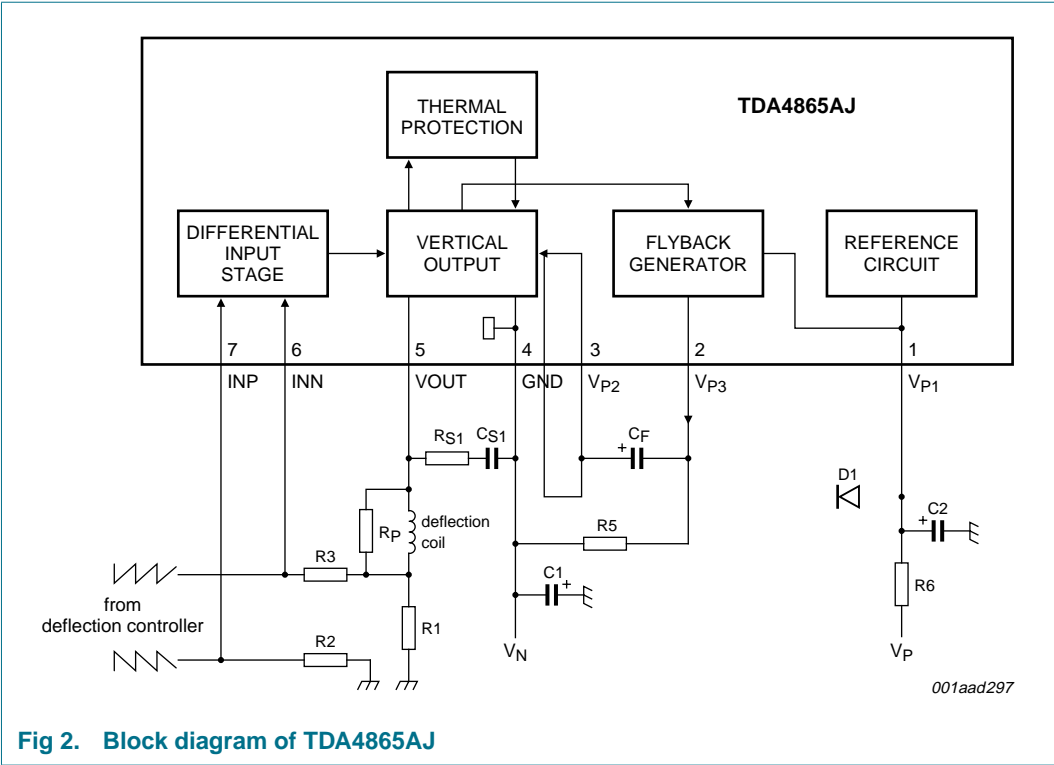 THERMAL
PROTECTION
TDA4865AJ
DIFFERENTIAL
INPUT
STAGE
VERTICAL
OUTPUT
FLYBACK
GENERATOR
REFERENCE
CIRCUIT
7
6
5
4
3
2
1
INP
INN
VOUT
GND
VP2
VP3
VP1
RS1
CS1
CF
D1
C2
RP
deflection
coil
R5
R3
C1
R6
from
deflection controller
R1
R2
VN
VP
001aad297
Fig 2. Block diagram of TDA4865AJ
+
+
+